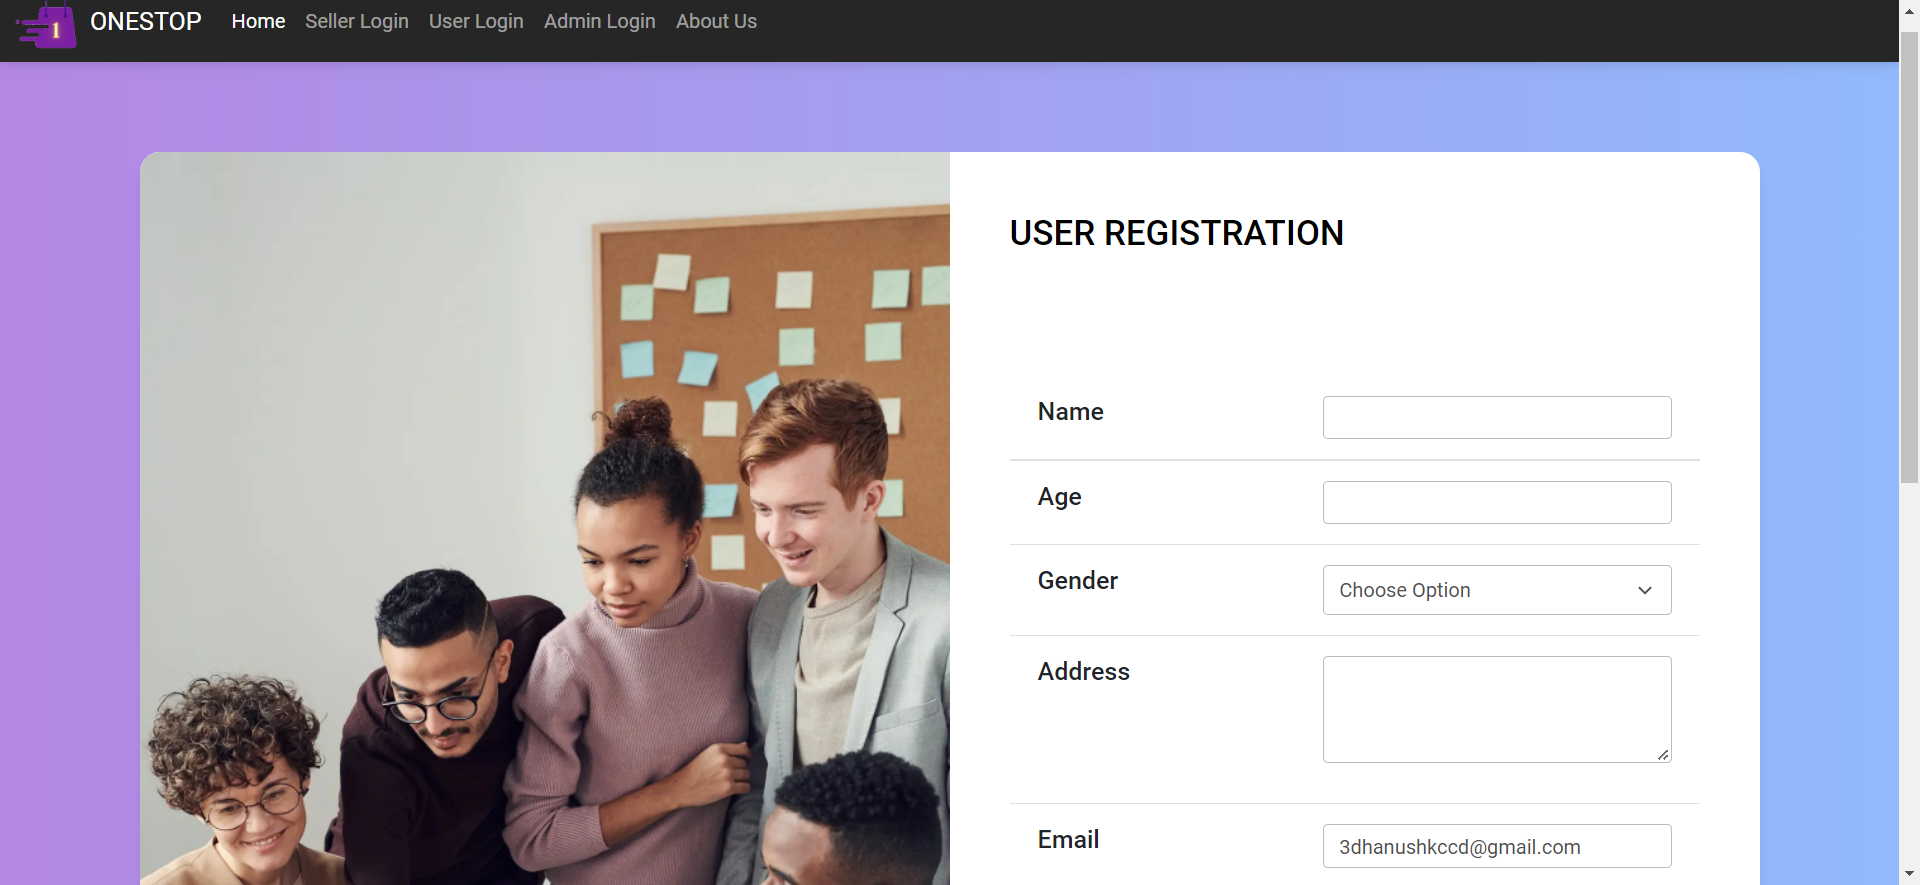 1 ONESTOP Home Seller Login User Login Admin Login About Us
USER REGISTRATION
Name
Age
Gender Choose Option
Address
Email 3dhanushkccd@gmail.com